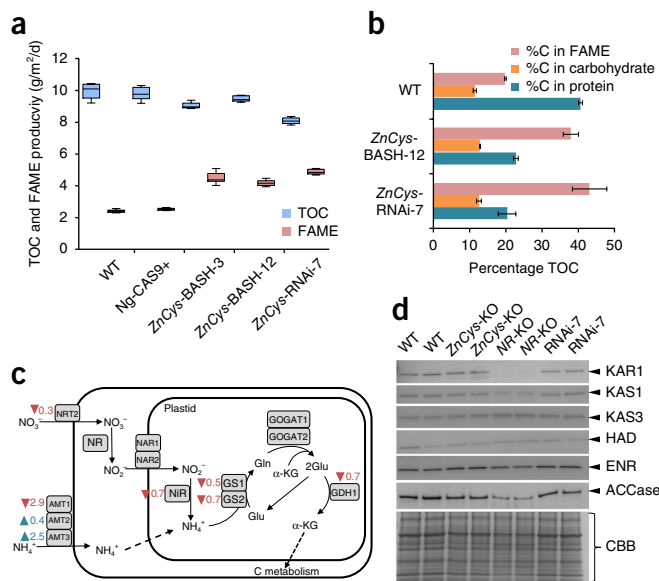 a
TOC and FAME producviy (g/m²/d)
12
10
8
6
4
2
0
TOC
FAME
WT
Ng-CAS9+
ZnCys-BASH-3
ZnCys-BASH-12
ZnCys-RNAi-7
b
%C in FAME
%C in carbohydrate
%C in protein
WT
ZnCys-
BASH-12
ZnCys-
RNAi-7
0 10 20 30 40 50
Percentage TOC
c
Plastid
▼0.3 NRT2
NO₃⁻ NO₃⁻
NR
NO₂⁻
NAR1
NAR2
NO₂⁻
▼0.7 NiR
NH₄⁺
GOGAT1
GOGAT2
Gln
α-KG
2Glu
▼0.5 GS1
▼0.7 GS2
Glu
▼0.7
GDH1
α-KG
▼2.9 AMT1
▲0.4 AMT2
▲2.5 AMT3
NH₄⁺ NH₄⁺
C metabolism
d
WT
WT
ZnCys-KO
ZnCys-KO
NR-KO
NR-KO
RNAi-7
RNAi-7
KAR1
KAS1
KAS3
HAD
ENR
ACCase
CBB